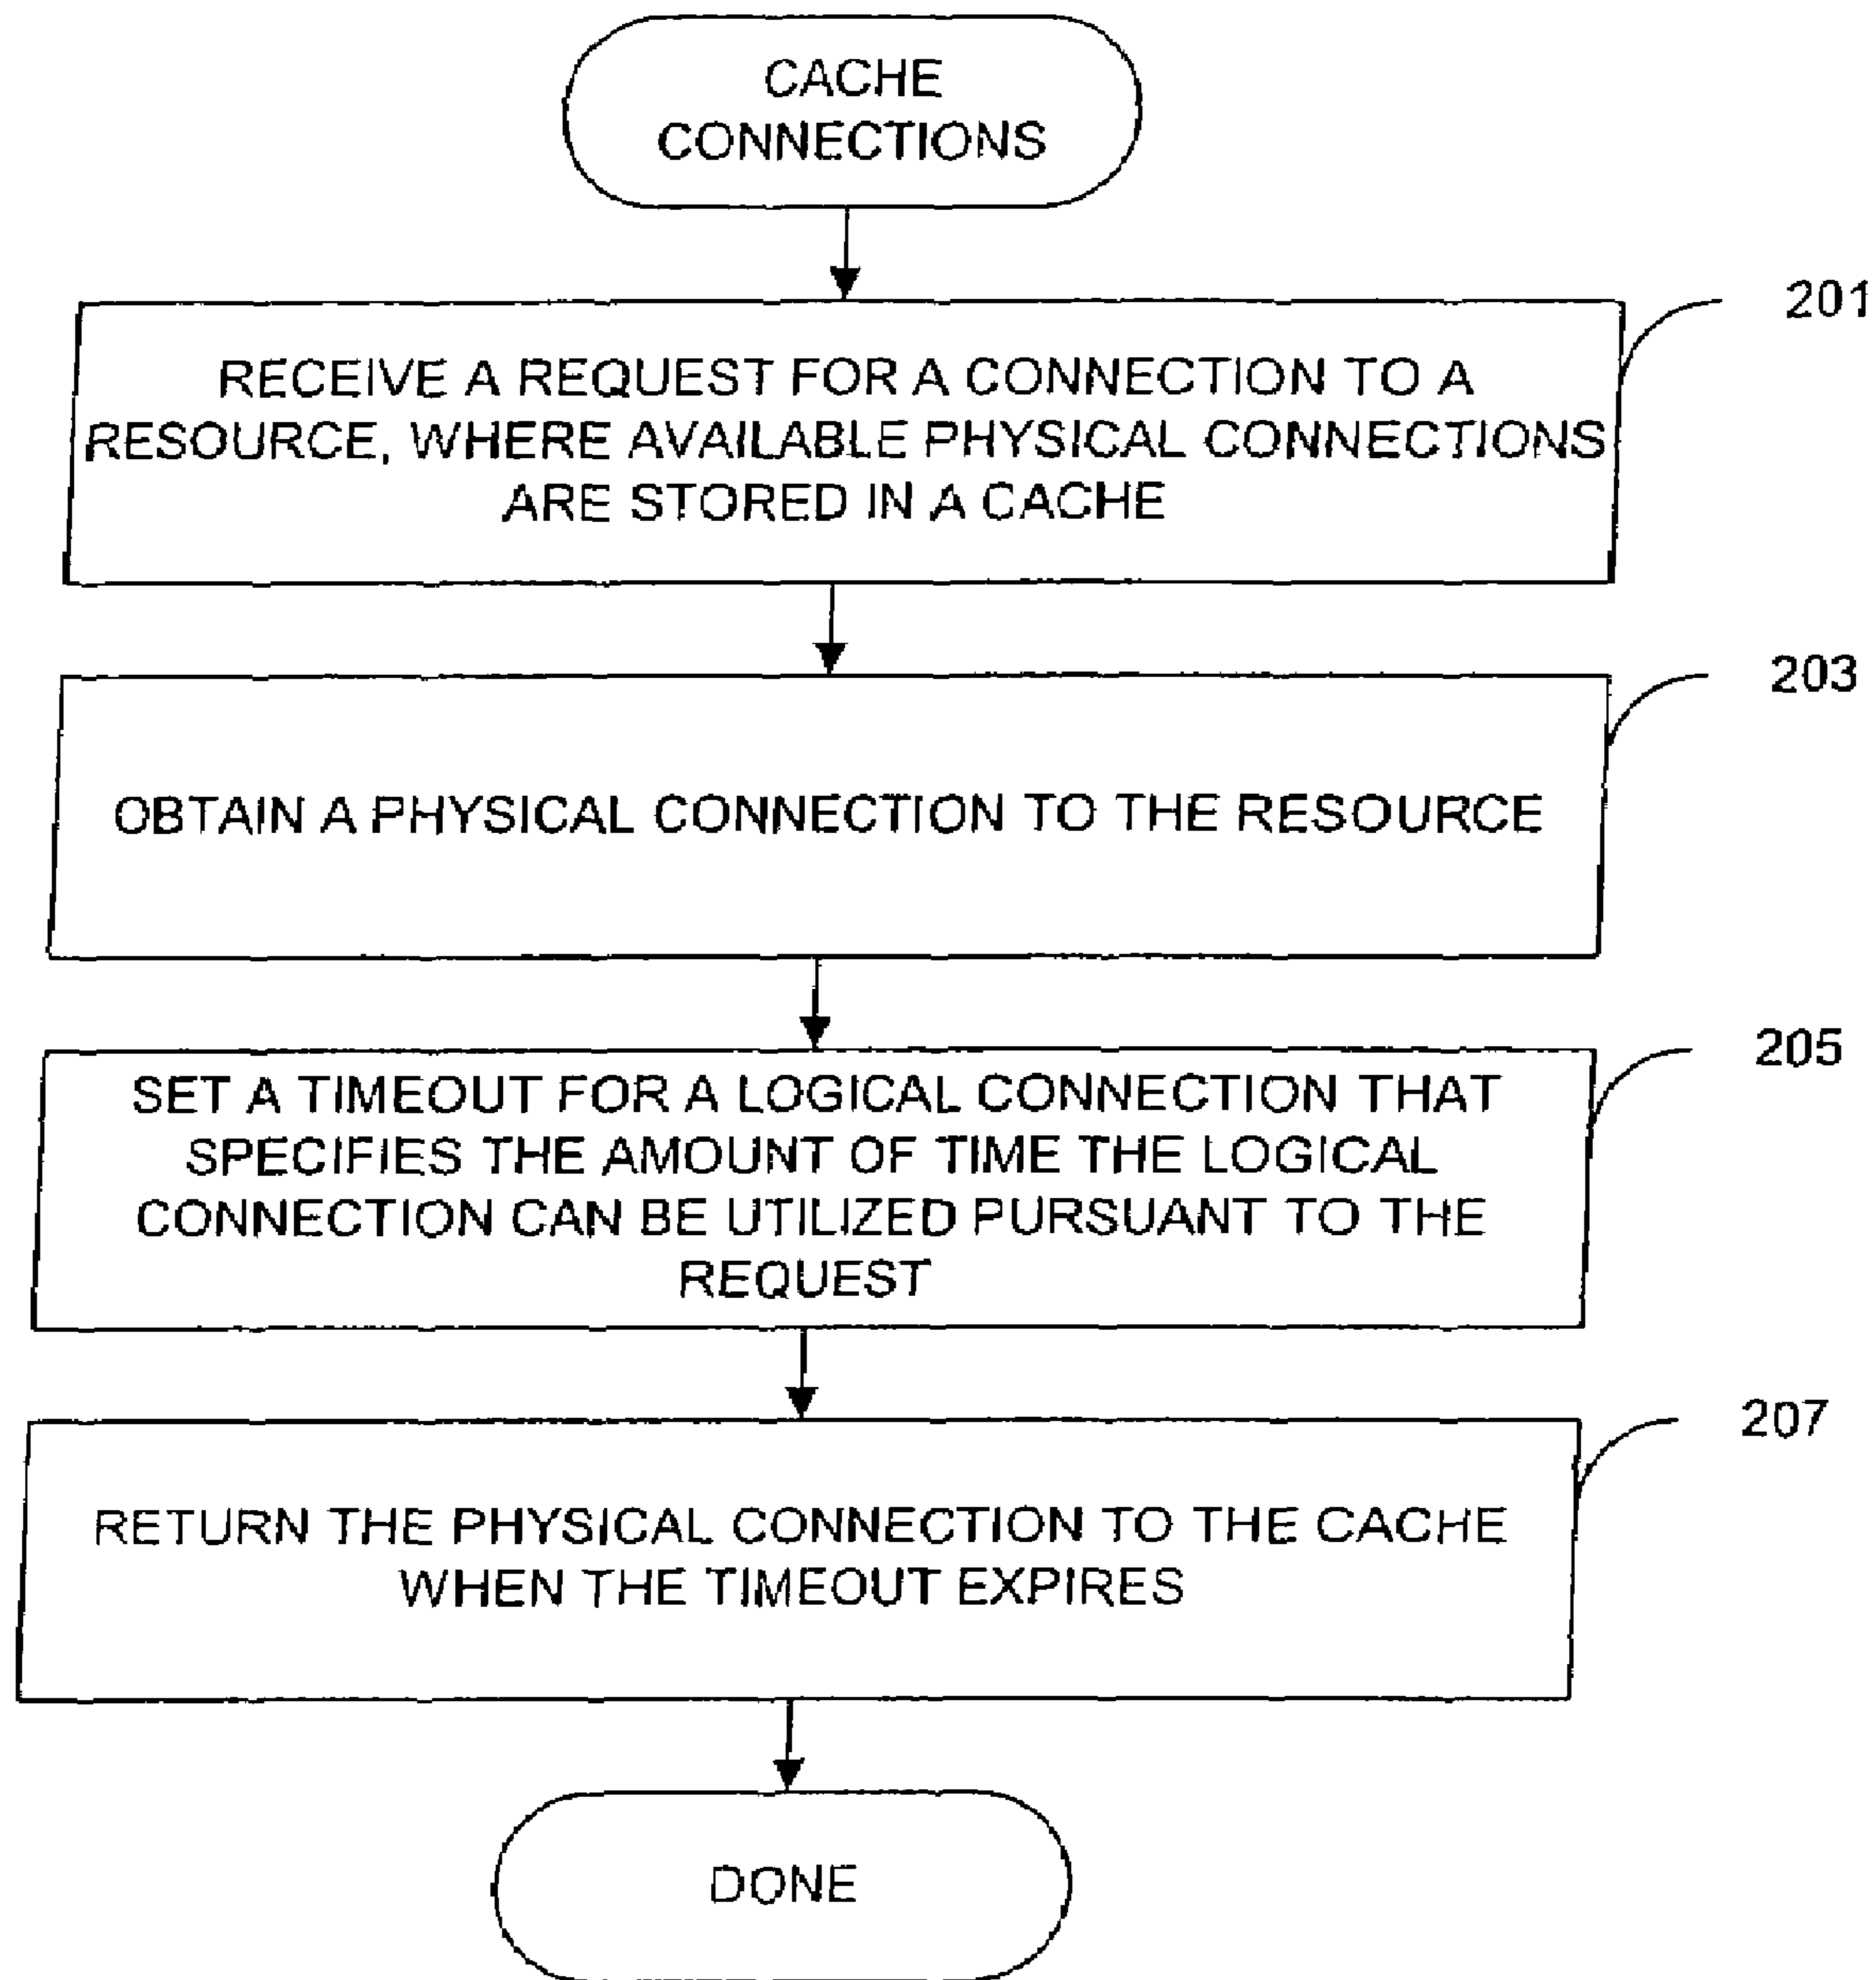 CACHE
CONNECTIONS
201
RECEIVE A REQUEST FOR A CONNECTION TO A
RESOURCE, WHERE AVAILABLE PHYSICAL CONNECTIONS
ARE STORED IN A CACHE
203
OBTAIN A PHYSICAL CONNECTION TO THE RESOURCE
205
SET A TIMEOUT FOR A LOGICAL CONNECTION THAT
SPECIFIES THE AMOUNT OF TIME THE LOGICAL
CONNECTION CAN BE UTILIZED PURSUANT TO THE
REQUEST
207
RETURN THE PHYSICAL CONNECTION TO THE CACHE
WHEN THE TIMEOUT EXPIRES
DONE